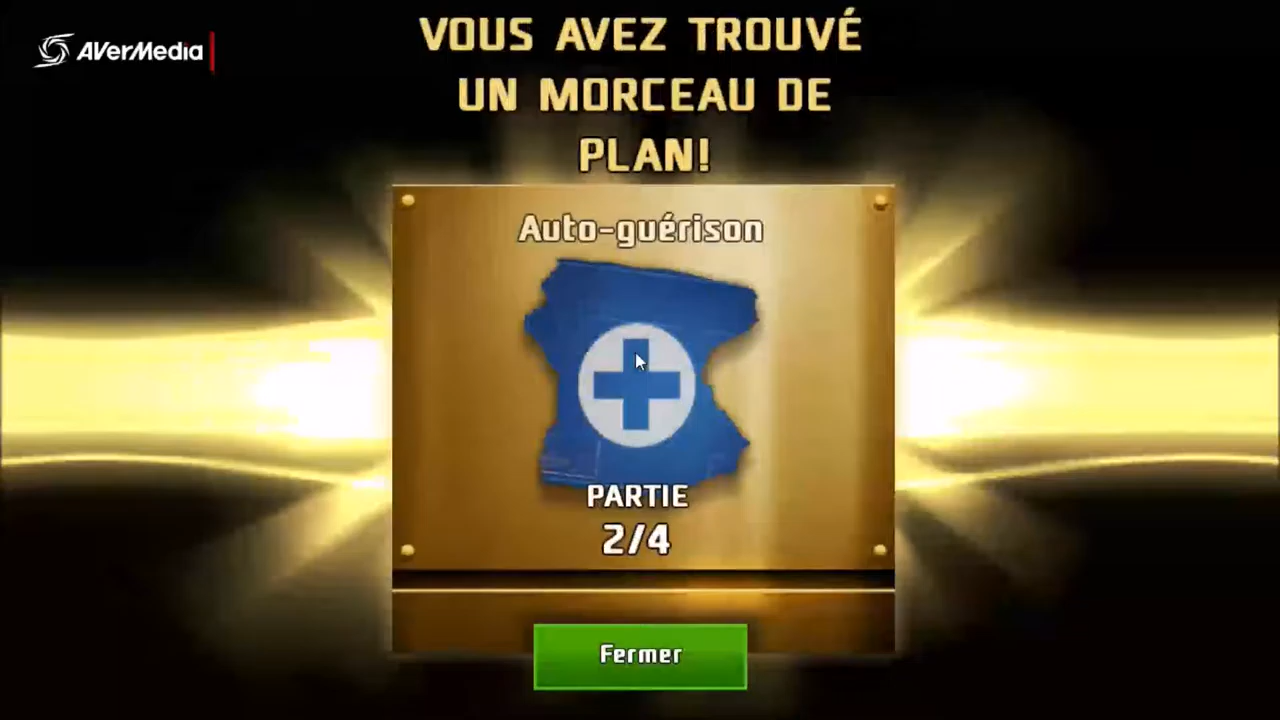 AVerMedia
VOUS AVEZ TROUVÉ
UN MORCEAU DE
PLAN!
Auto-guérison
PARTIE
2/4
Fermer